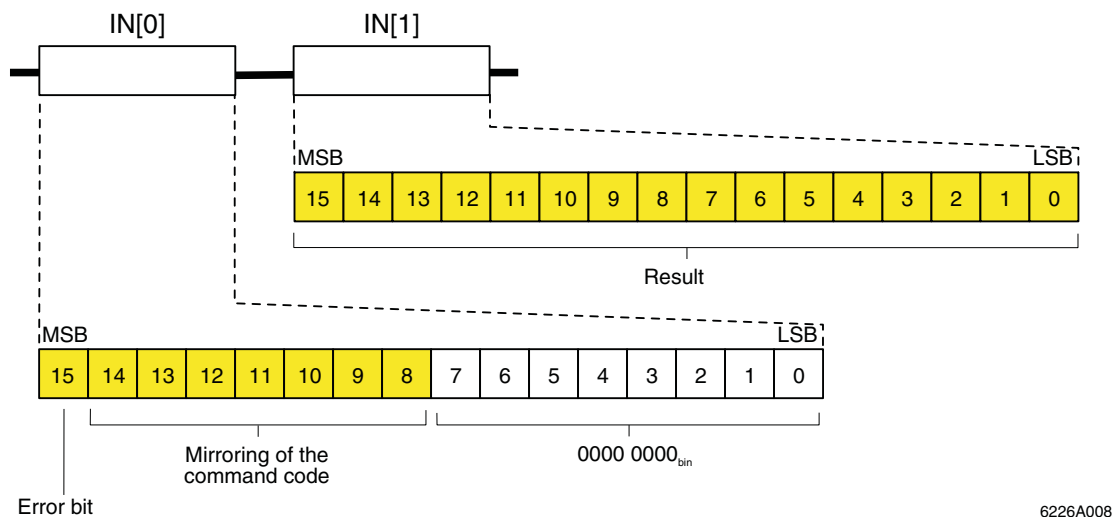 IN[0] IN[1]
MSB LSB
15 14 13 12 11 10 9 8 7 6 5 4 3 2 1 0
Result
MSB LSB
15 14 13 12 11 10 9 8 7 6 5 4 3 2 1 0
Mirroring of the
command code
0000 0000bin
Error bit
6226A008